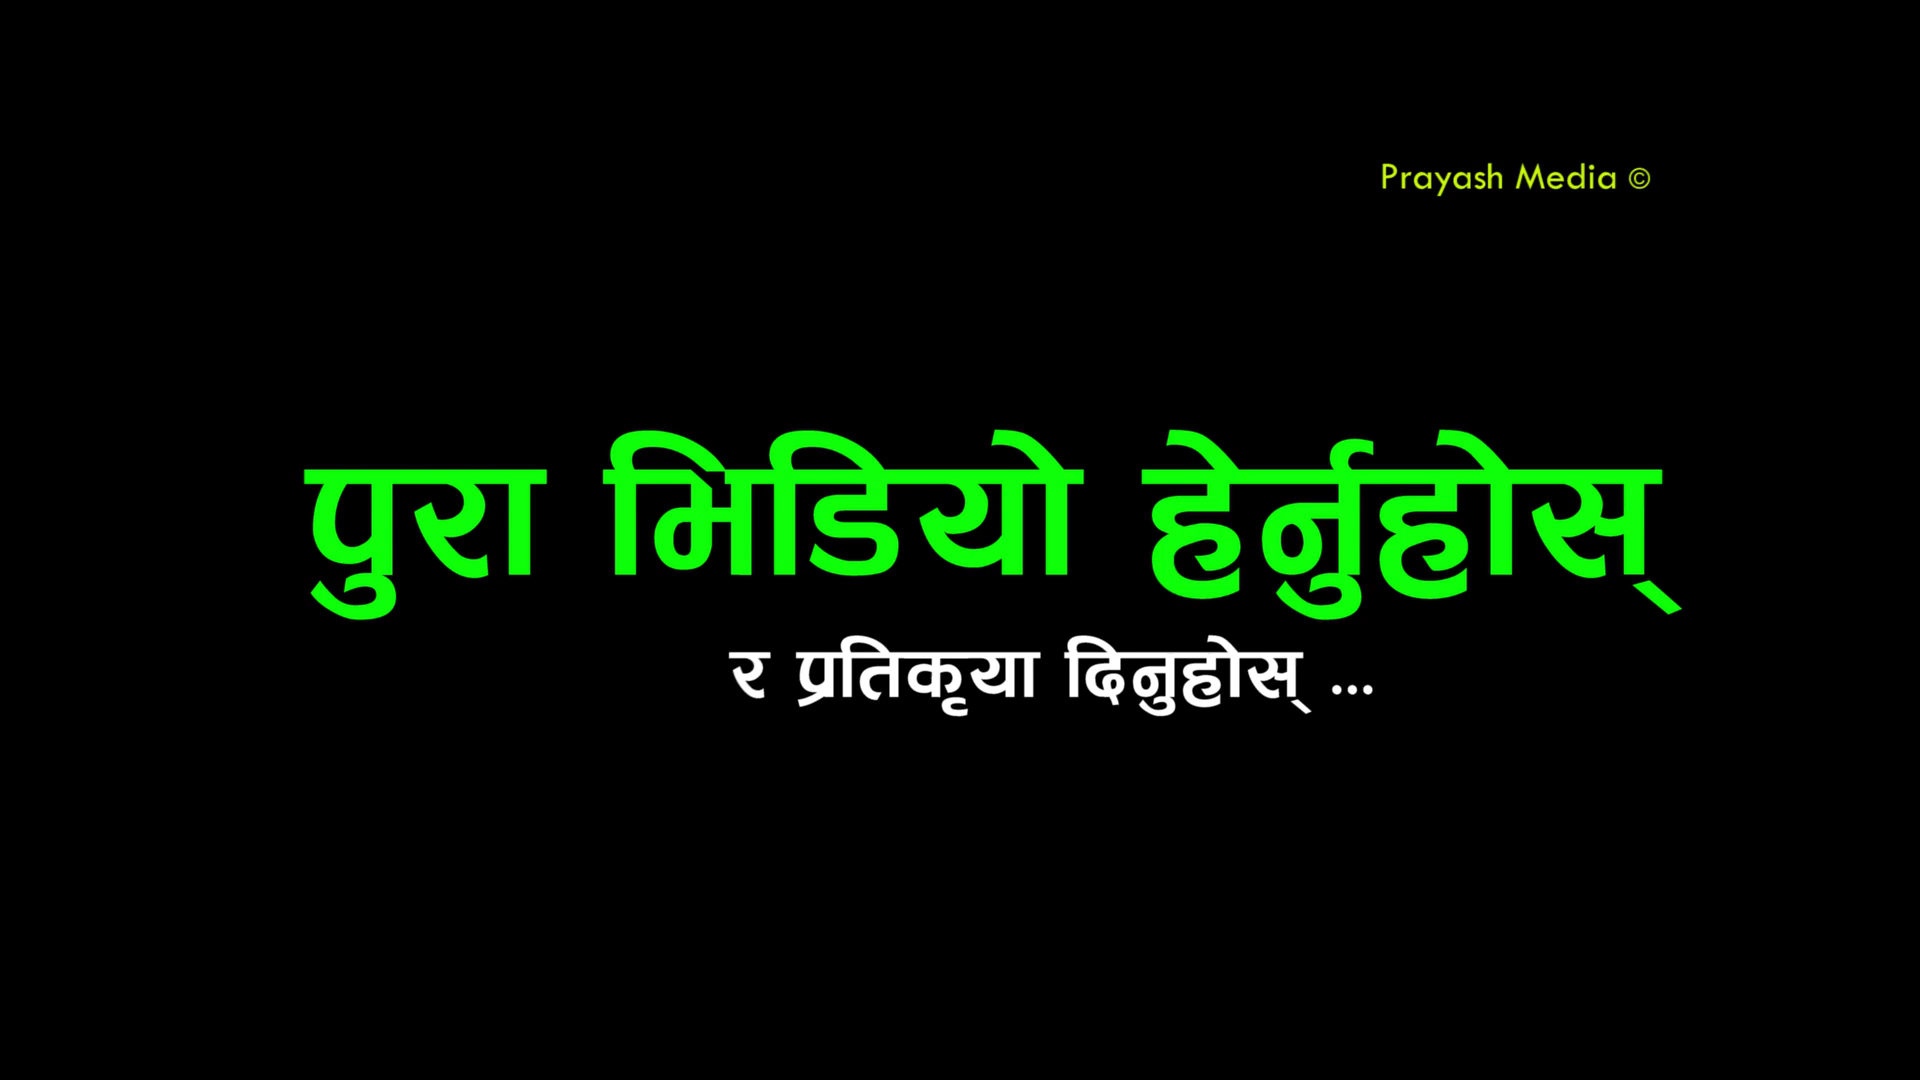 Prayash Media ©
पुरा भिडियो हेर्नुहोस्
र प्रतिकृया दिनुहोस् ...